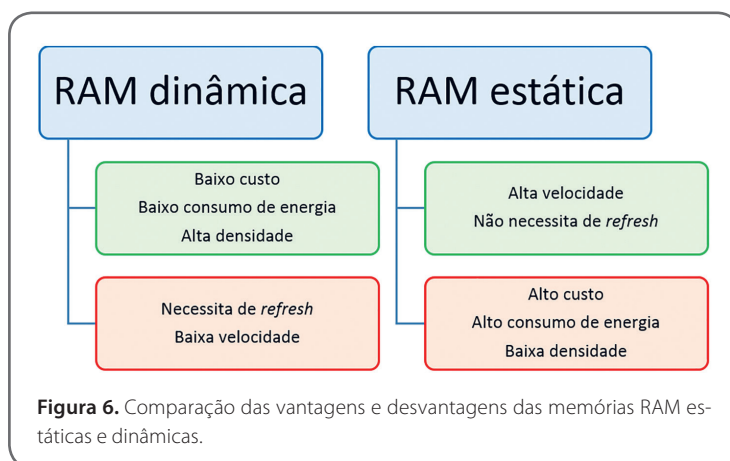 RAM dinâmica
Baixo custo
Baixo consumo de energia
Alta densidade
Necessita de refresh
Baixa velocidade
RAM estática
Alta velocidade
Não necessita de refresh
Alto custo
Alto consumo de energia
Baixa densidade
Figura 6. Comparação das vantagens e desvantagens das memórias RAM es-
táticas e dinâmicas.